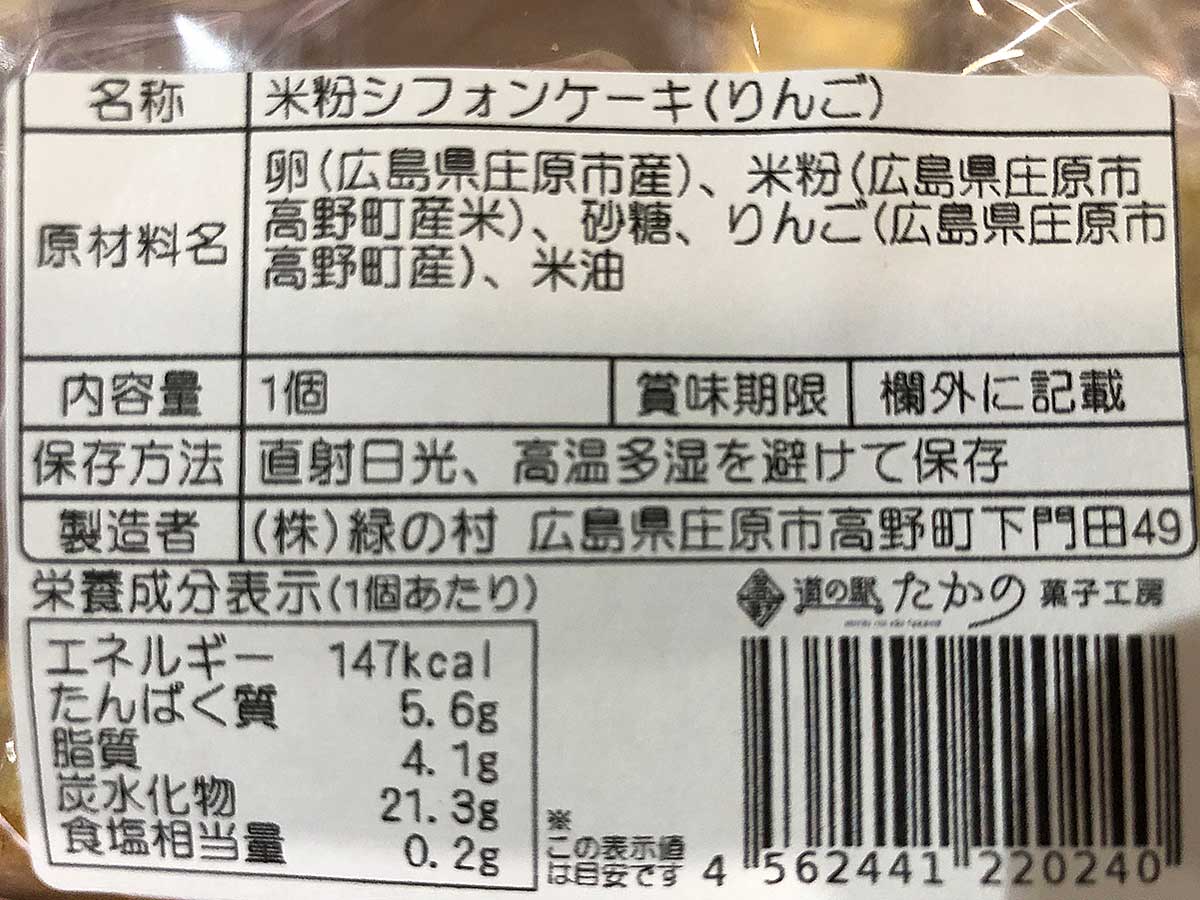 名称 米粉シフォンケーキ(りんご)
原材料名
卵(広島県庄原市産)、米粉(広島県庄原市
高野町産米)、砂糖、りんご(広島県庄原市
高野町産)、米油
内容量 1個 賞味期限 欄外に記載
保存方法 直射日光、高温多湿を避けて保存
製造者 (株)緑の村 広島県庄原市高野町下門田49
栄養成分表示(1個あたり)
エネルギー 147kcal
たんぱく質 5.6g
脂質 4.1g
炭水化物 21.3g
食塩相当量 0.2g
※
この表示値
は目安です
道の駅 たかの 菓子工房
4 562441 220240